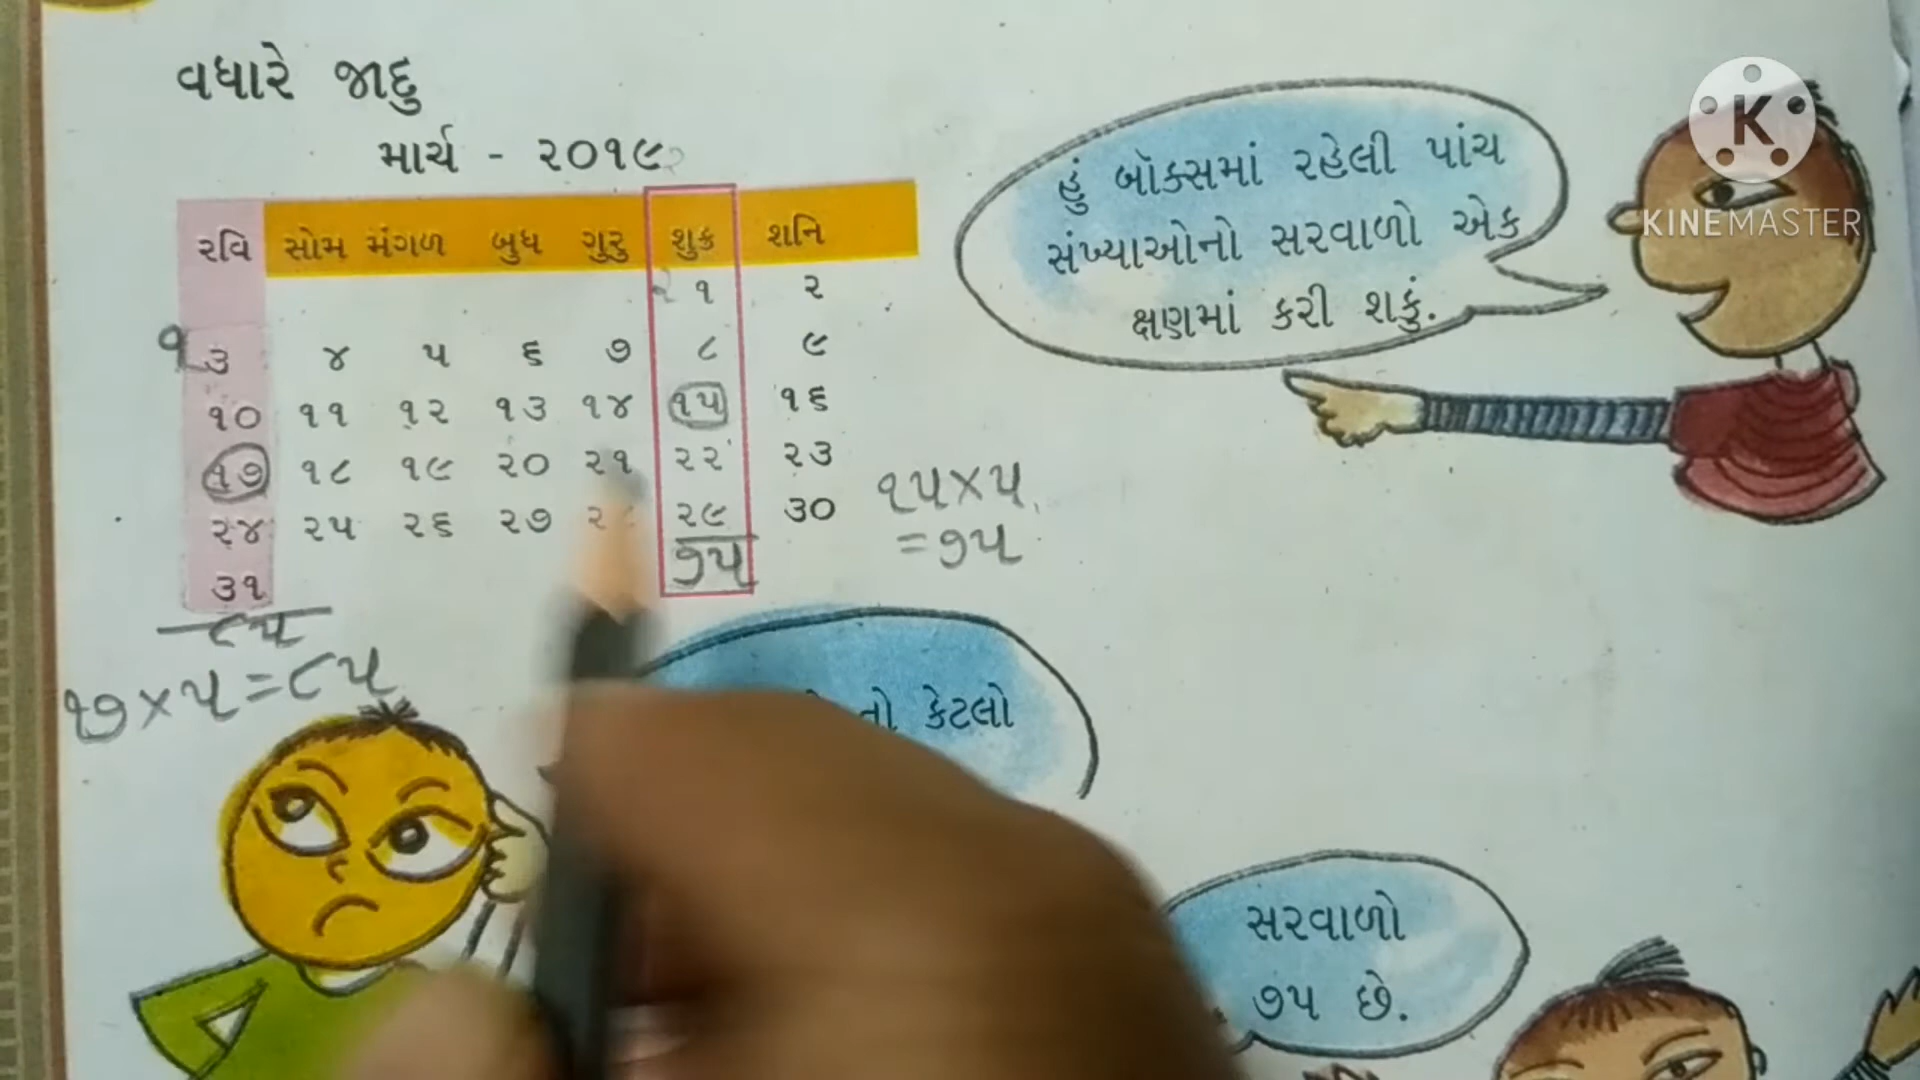 વધારે જાદુ
માર્ચ - ૨૦૧૯
રવિ સોમ મંગળ બુધ ગુરુ શુક્ર શનિ
૧ ૨
૩ ૪ ૫ ૬ ૭ ૮ ૯
૧૦ ૧૧ ૧૨ ૧૩ ૧૪ ૧૫ ૧૬
૧૭ ૧૮ ૧૯ ૨૦ ૨૧ ૨૨ ૨૩
૨૪ ૨૫ ૨૬ ૨૭ ૨૯ ૩૦
૩૧
૭૫
૮૫
૧૭×૫=૮૫
૧૫×૫
=૭૫
હું બૉક્સમાં રહેલી પાંચ
સંખ્યાઓનો સરવાળો એક
ક્ષણમાં કરી શકું.
K
KINEMASTER
કેટલો
સરવાળો
૭૫ છે.